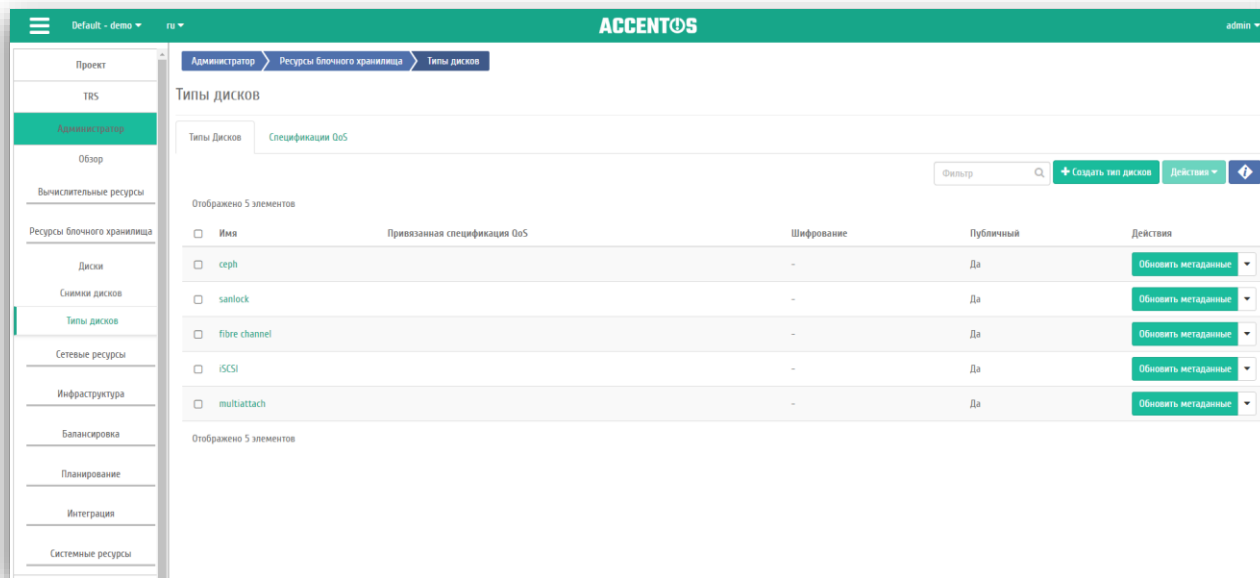 Default - demo ru ACCENTOS admin
Проект
TRS
Администратор
Обзор
Вычислительные ресурсы
Ресурсы блочного хранилища
Диски
Снимки дисков
Типы дисков
Сетевые ресурсы
Инфраструктура
Балансировка
Планирование
Интеграция
Системные ресурсы
Администратор Ресурсы блочного хранилища Типы дисков
Типы дисков
Типы Дисков Спецификации QoS
Фильтр + Создать тип дисков Действия
Отображено 5 элементов
Имя Привязанная спецификация QoS Шифрование Публичный Действия
ceph - Да Обновить метаданные
sanlock - Да Обновить метаданные
fibre channel - Да Обновить метаданные
iSCSI - Да Обновить метаданные
multiattach - Да Обновить метаданные
Отображено 5 элементов